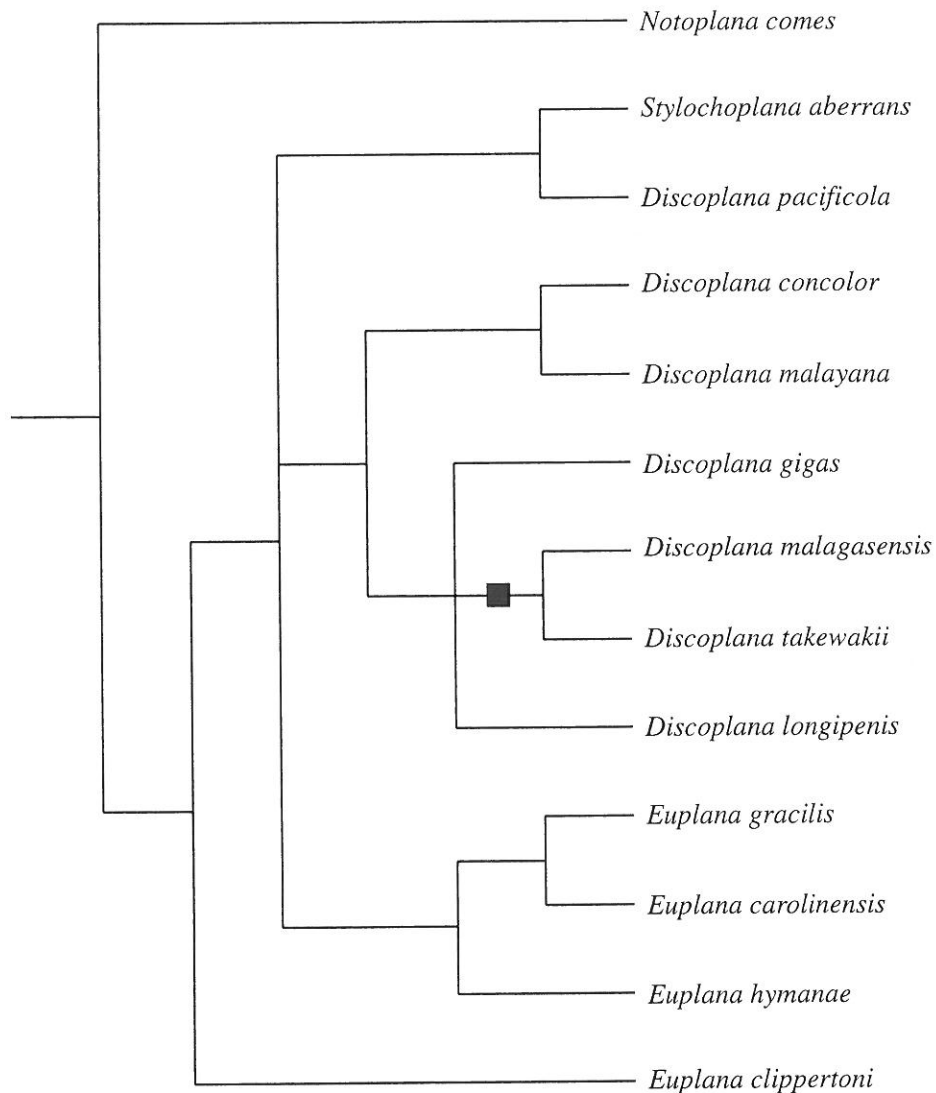 Notoplana comes
Stylochoplana aberrans
Discoplana pacificola
Discoplana concolor
Discoplana malayana
Discoplana gigas
Discoplana malagasensis
Discoplana takewakii
Discoplana longipenis
Euplana gracilis
Euplana carolinensis
Euplana hymanae
Euplana clippertoni